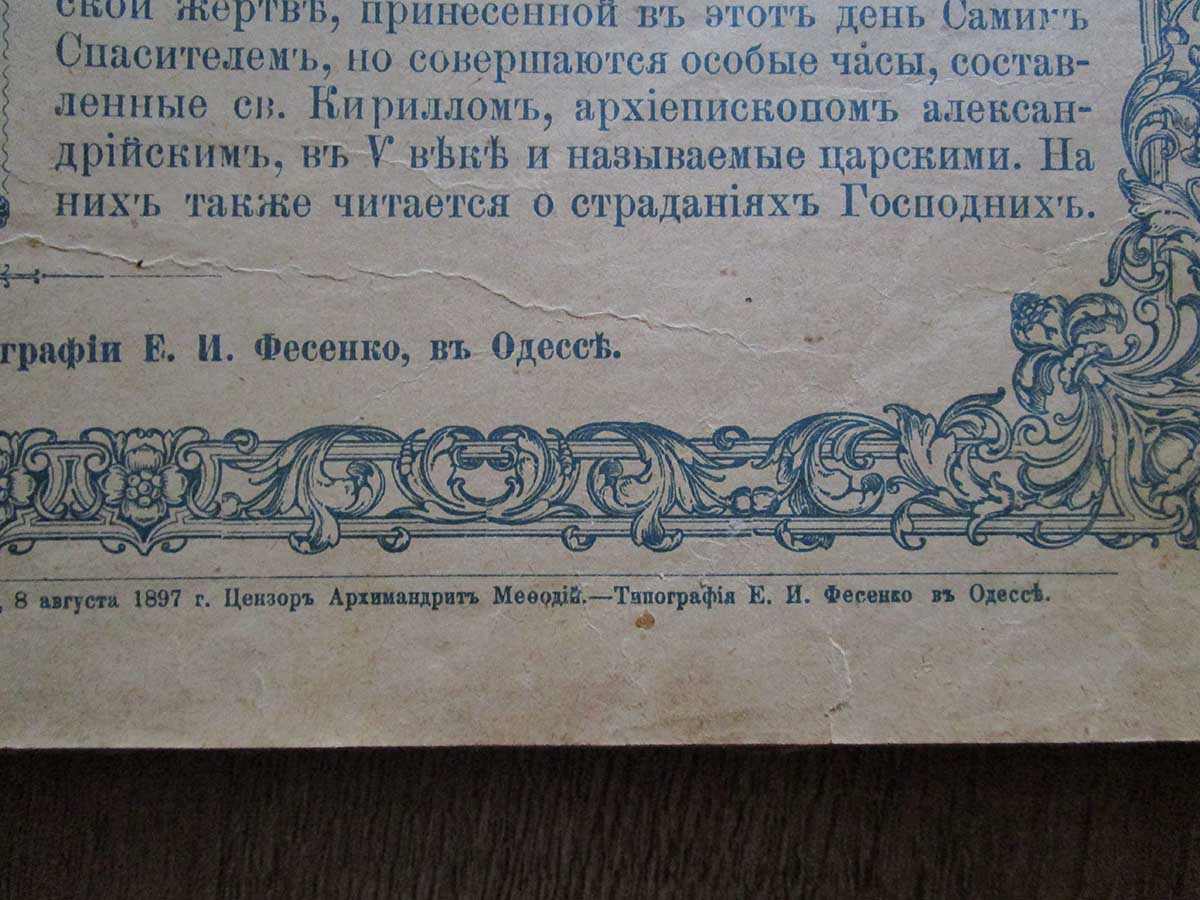 ской жертвѣ, принесенной въ этотъ день Самимъ
Спасителемъ, но совершаются особые часы, состав-
ленные св. Кирилломъ, архіепископомъ алексан-
дрійскимъ, въ V вѣкѣ и называемые царскими. На
нихъ также читается о страданіяхъ Господнихъ.
графіи Е. И. Фесенко, въ Одессѣ.
, 8 августа 1897 г. Цензоръ Архимандритъ Меѳодій.—Типографія Е. И. Фесенко въ Одессѣ.